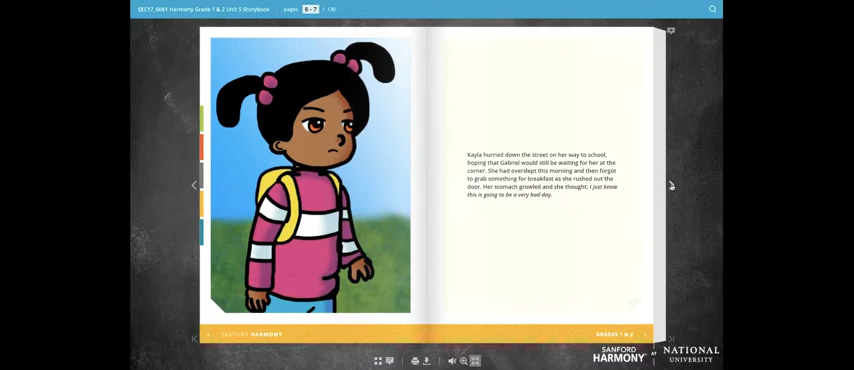 SEC17_6061 Harmony Grade 1 & 2 Unit 5 Storybook
pages: 6 - 7 / 130
Kayla hurried down the street on her way to school,
hoping that Gabriel would still be waiting for her at the
corner. She had overslept this morning and then forgot
to grab something for breakfast as she rushed out the
door. Her stomach growled and she thought: I just know
this is going to be a very bad day.
SANFORD HARMONY
GRADES 1 & 2
SANFORD
HARMONY AT NATIONAL
UNIVERSITY